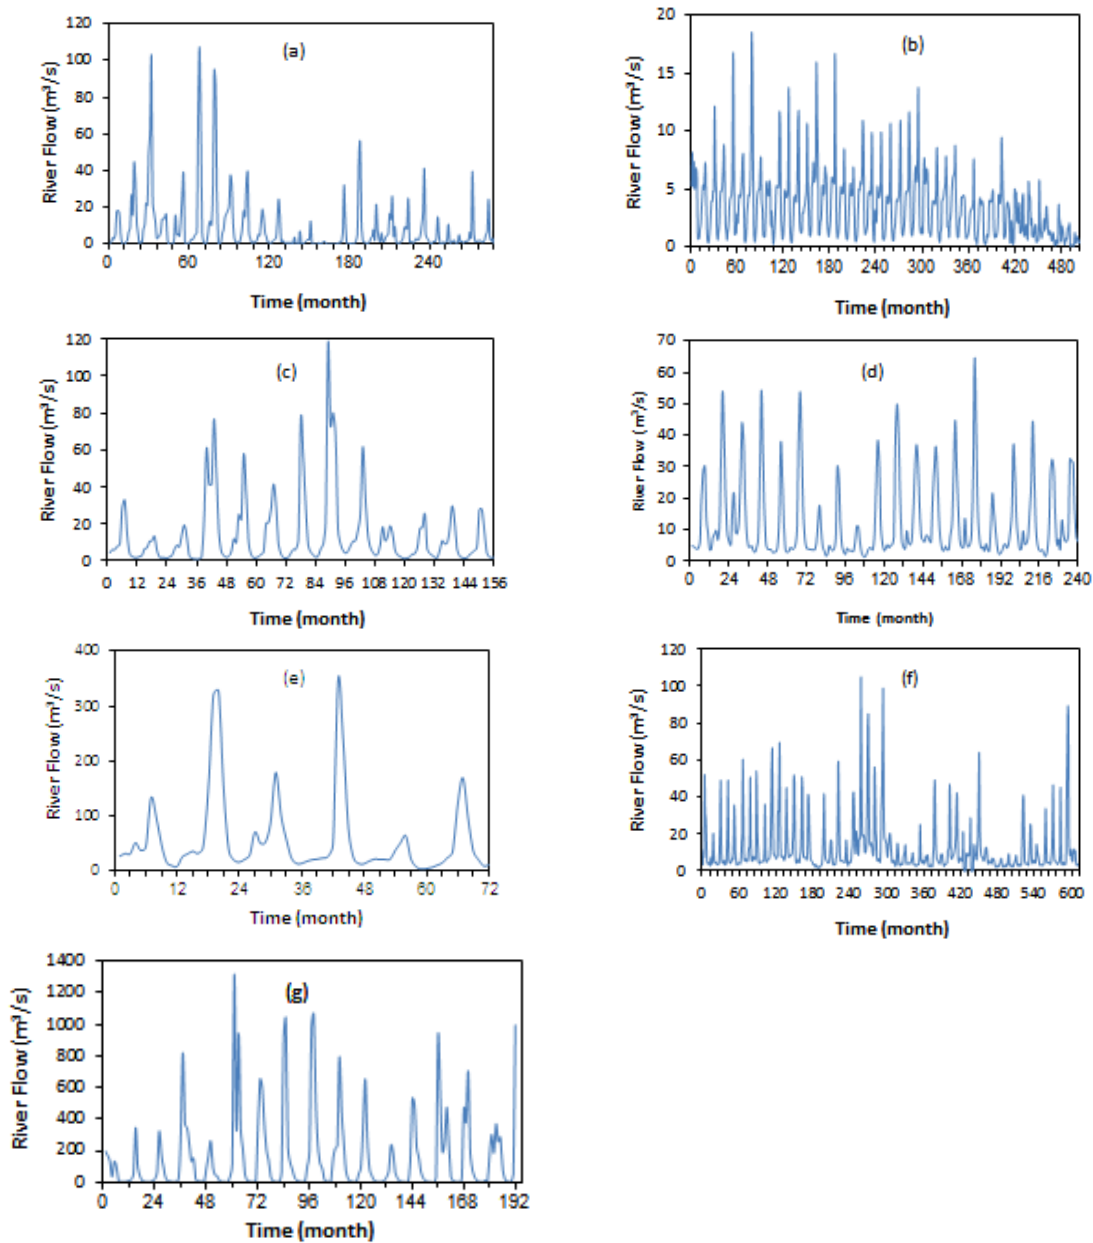 River Flow (m³/s)
120
100
80
60
40
20
0
(a)
0 60 120 180 240
Time (month)
River Flow (m³/s)
20
15
10
5
0
(b)
0 60 120 180 240 300 360 420 480
Time (month)
River Flow (m³/s)
120
100
80
60
40
20
0
(c)
0 12 24 36 48 60 72 84 96 108 120 132 144 156
Time (month)
River Flow (m³/s)
70
60
50
40
30
20
10
0
(d)
0 24 48 72 96 120 144 168 192 216 240
Time (month)
River Flow (m³/s)
400
300
200
100
0
(e)
0 12 24 36 48 60 72
Time (month)
River Flow (m³/s)
120
100
80
60
40
20
0
(f)
0 60 120 180 240 300 360 420 480 540 600
Time (month)
River Flow (m³/s)
1400
1200
1000
800
600
400
200
0
(g)
0 24 48 72 96 120 144 168 192
Time (month)